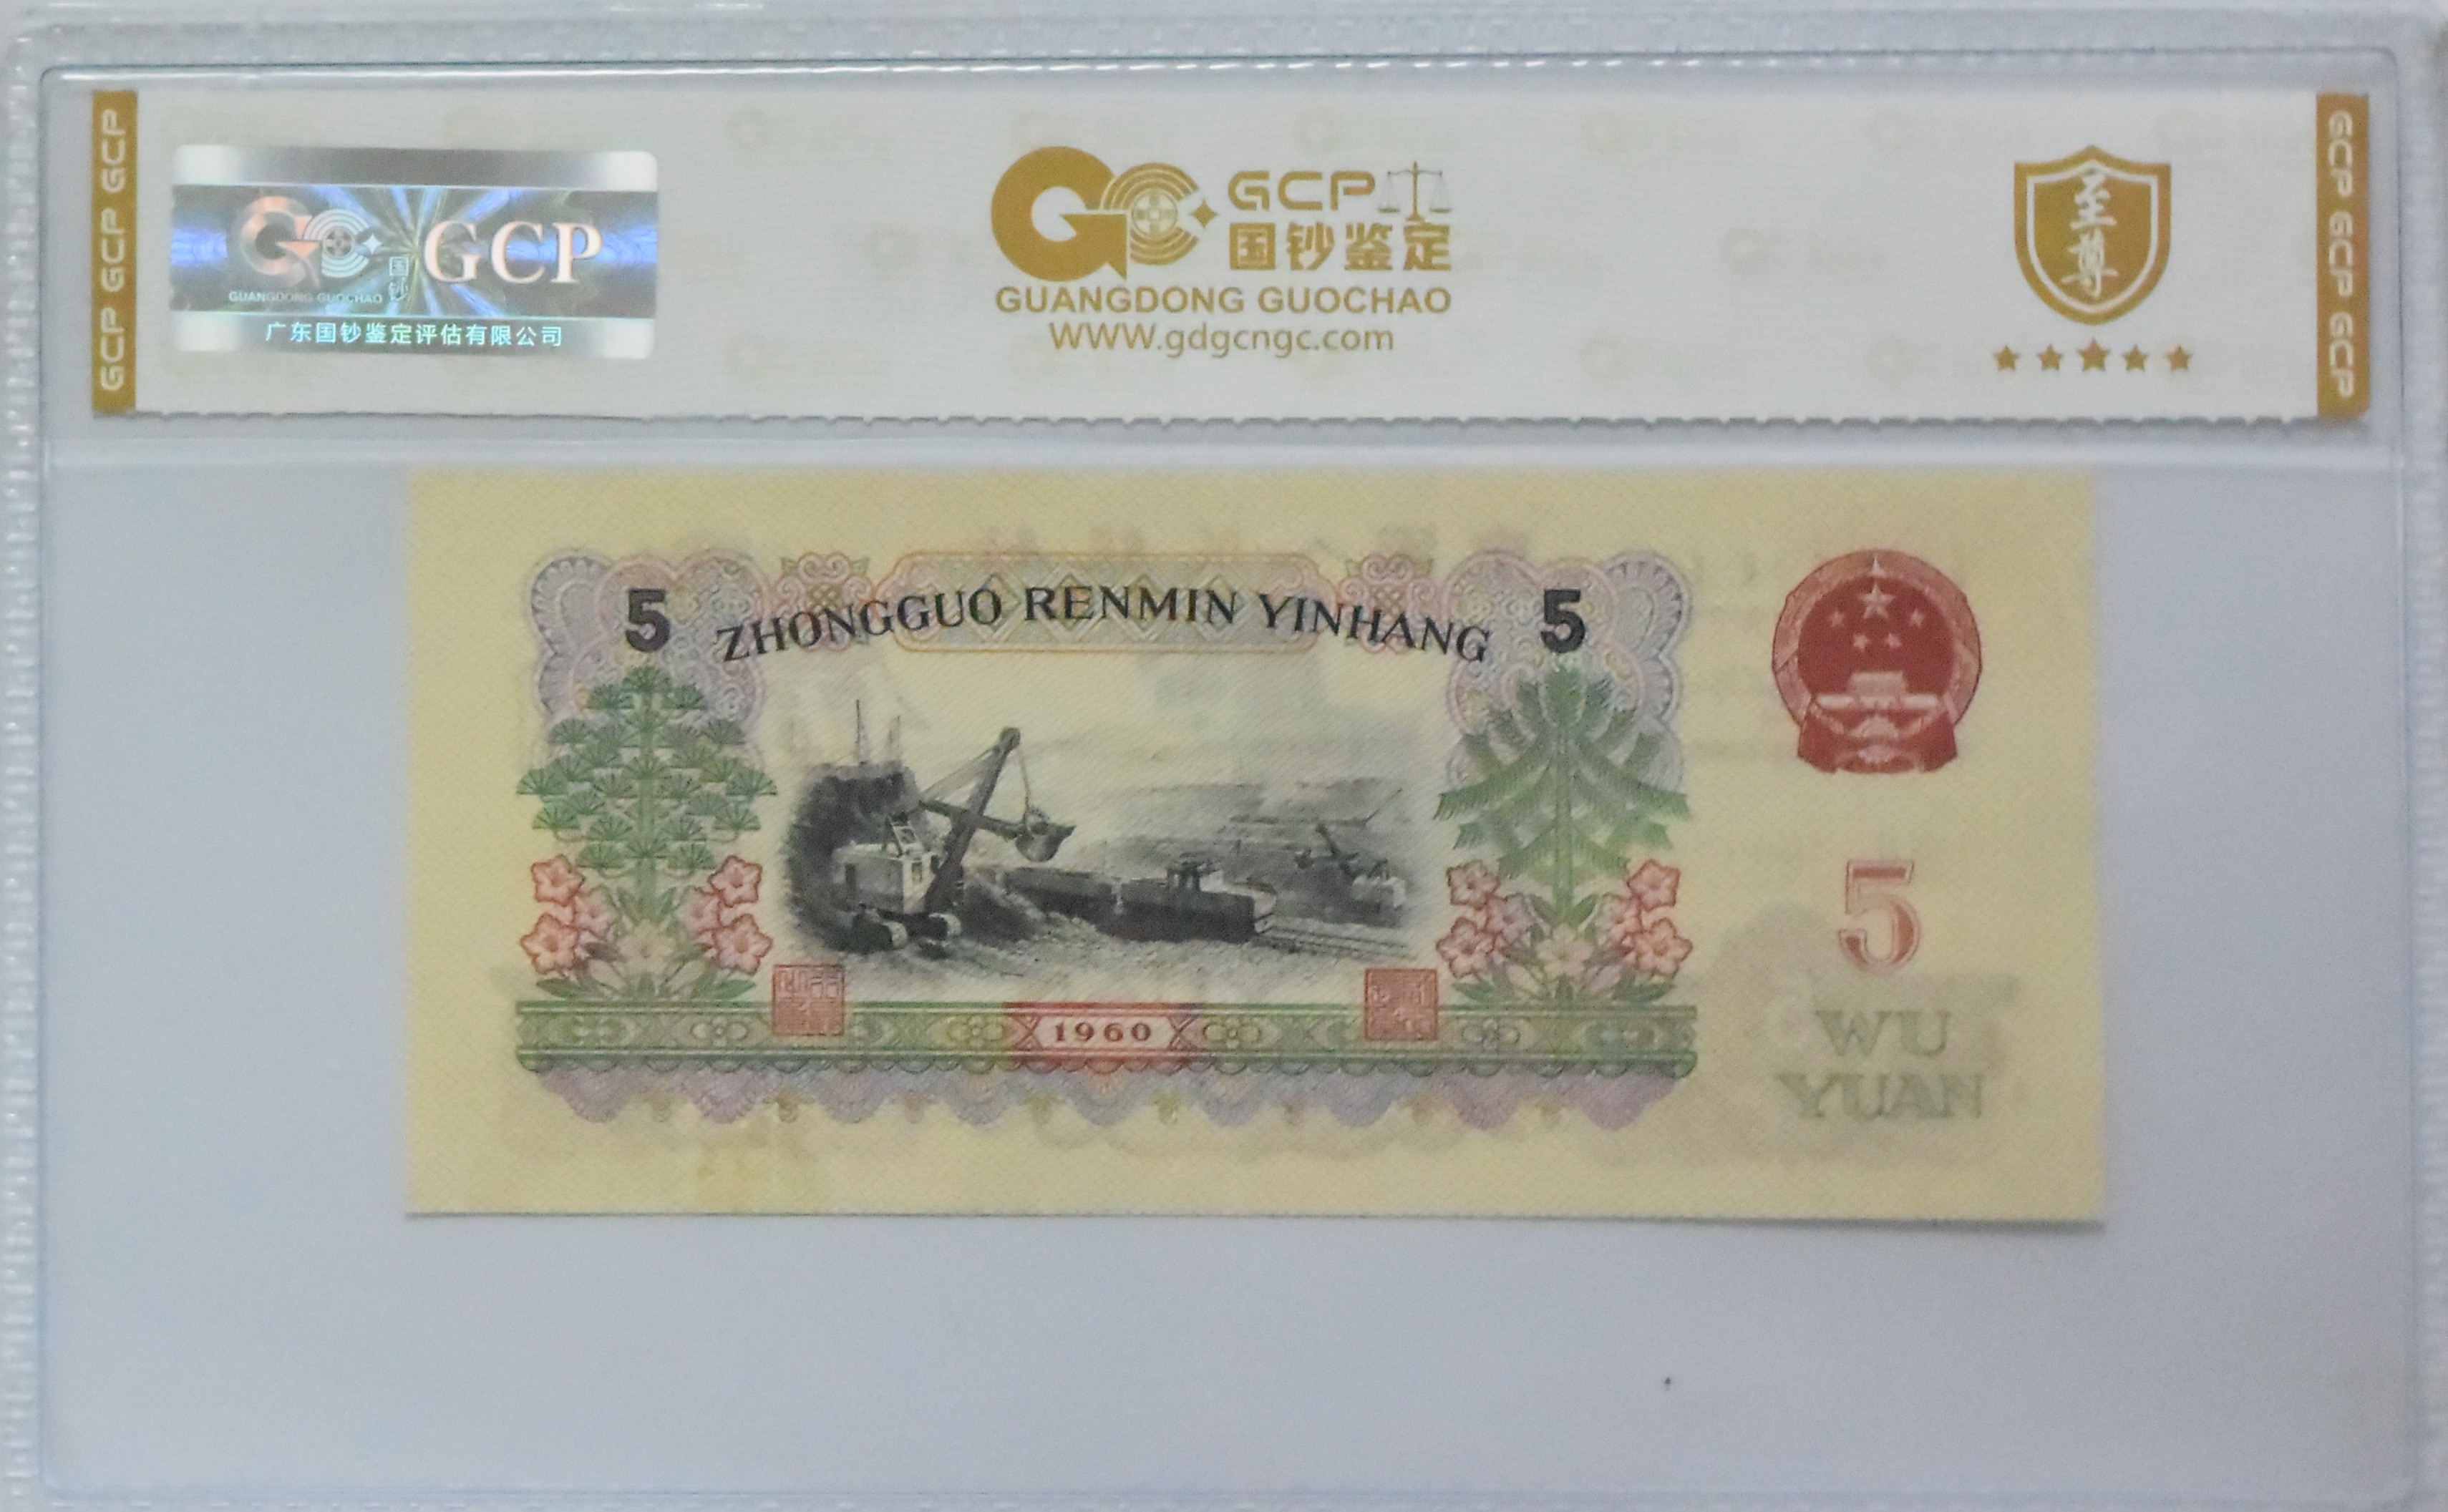 GCP GCP GCP
GCP
国钞
GUANGDONG GUOCHAO
广东国钞鉴定评估有限公司
GCP
国钞鉴定
GUANGDONG GUOCHAO
WWW.gdgcngc.com
至尊
GCP GCP GCP
5 ZHONGGUO RENMIN YINHANG 5
5
WU
YUAN
1960